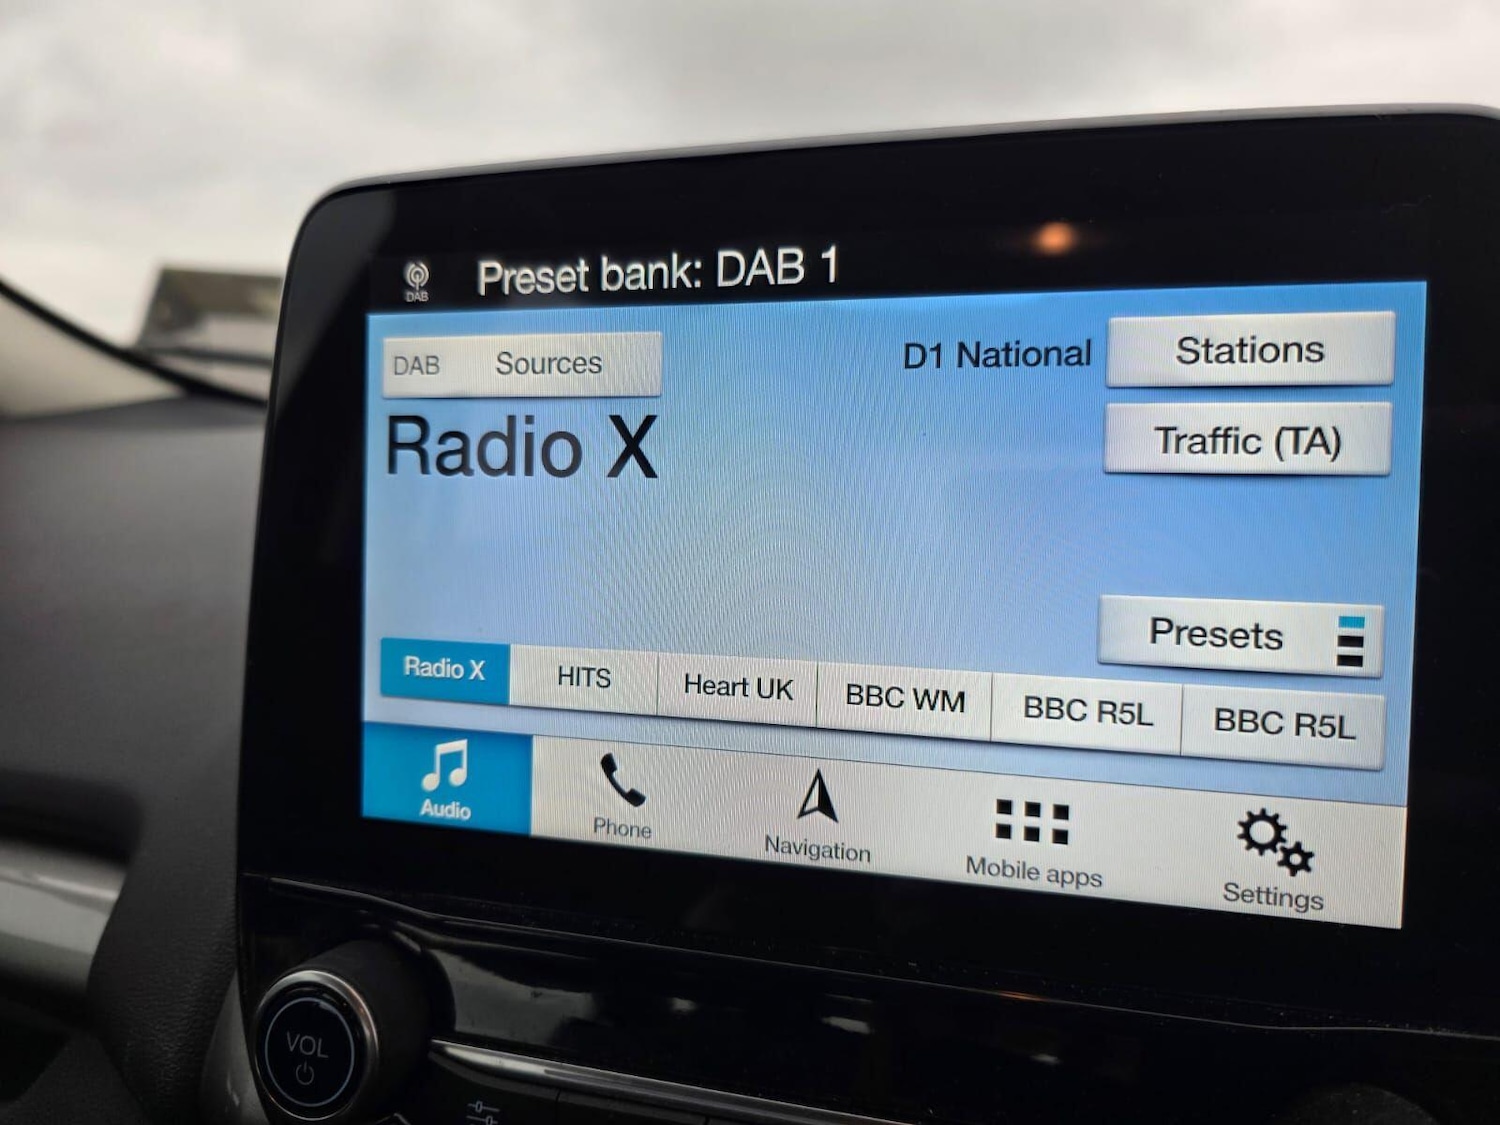 DAB
Preset bank: DAB 1
DAB Sources
D1 National
Stations
Radio X
Traffic (TA)
Presets
Radio X
HITS
Heart UK
BBC WM
BBC R5L
BBC R5L
Audio
Phone
Navigation
Mobile apps
Settings
VOL